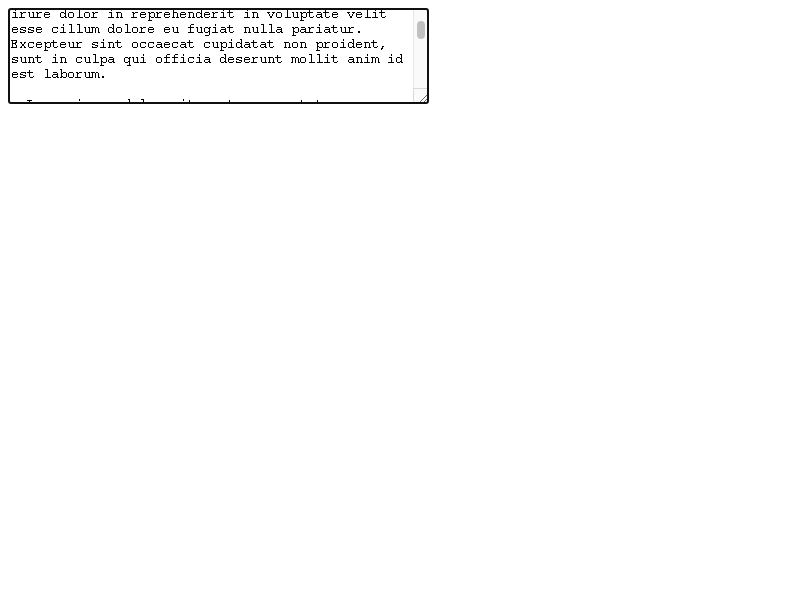 irure dolor in reprehenderit in voluptate velit
esse cillum dolore eu fugiat nulla pariatur.
Excepteur sint occaecat cupidatat non proident,
sunt in culpa qui officia deserunt mollit anim id
est laborum.